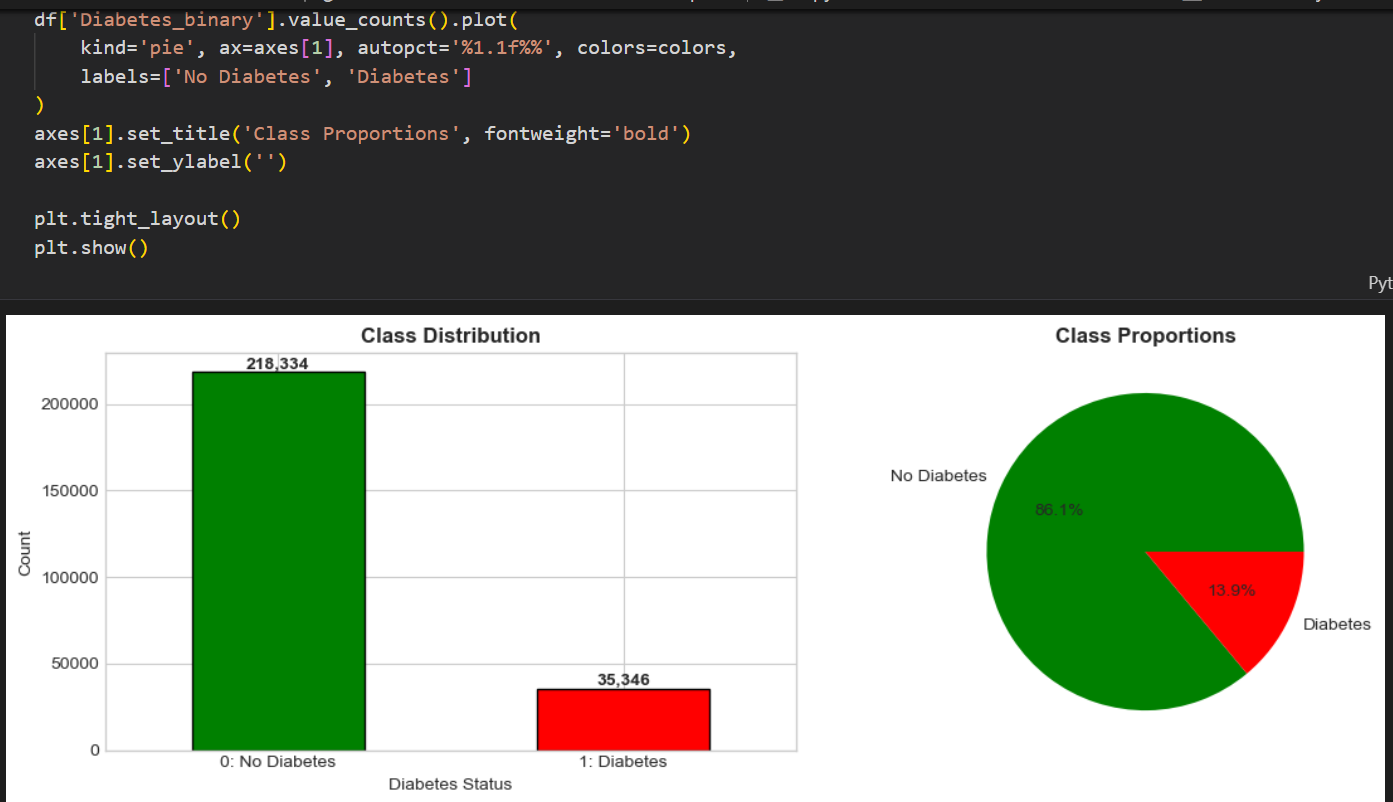 df['Diabetes_binary'].value_counts().plot(
    kind='pie', ax=axes[1], autopct='%1.1f%%', colors=colors,
    labels=['No Diabetes', 'Diabetes']
)
axes[1].set_title('Class Proportions', fontweight='bold')
axes[1].set_ylabel('')
plt.tight_layout()
plt.show()
Pyt
Class Distribution
218,334
200000
150000
100000
50000
0
Count
35,346
0: No Diabetes
1: Diabetes
Diabetes Status
Class Proportions
No Diabetes
86.1%
13.9%
Diabetes